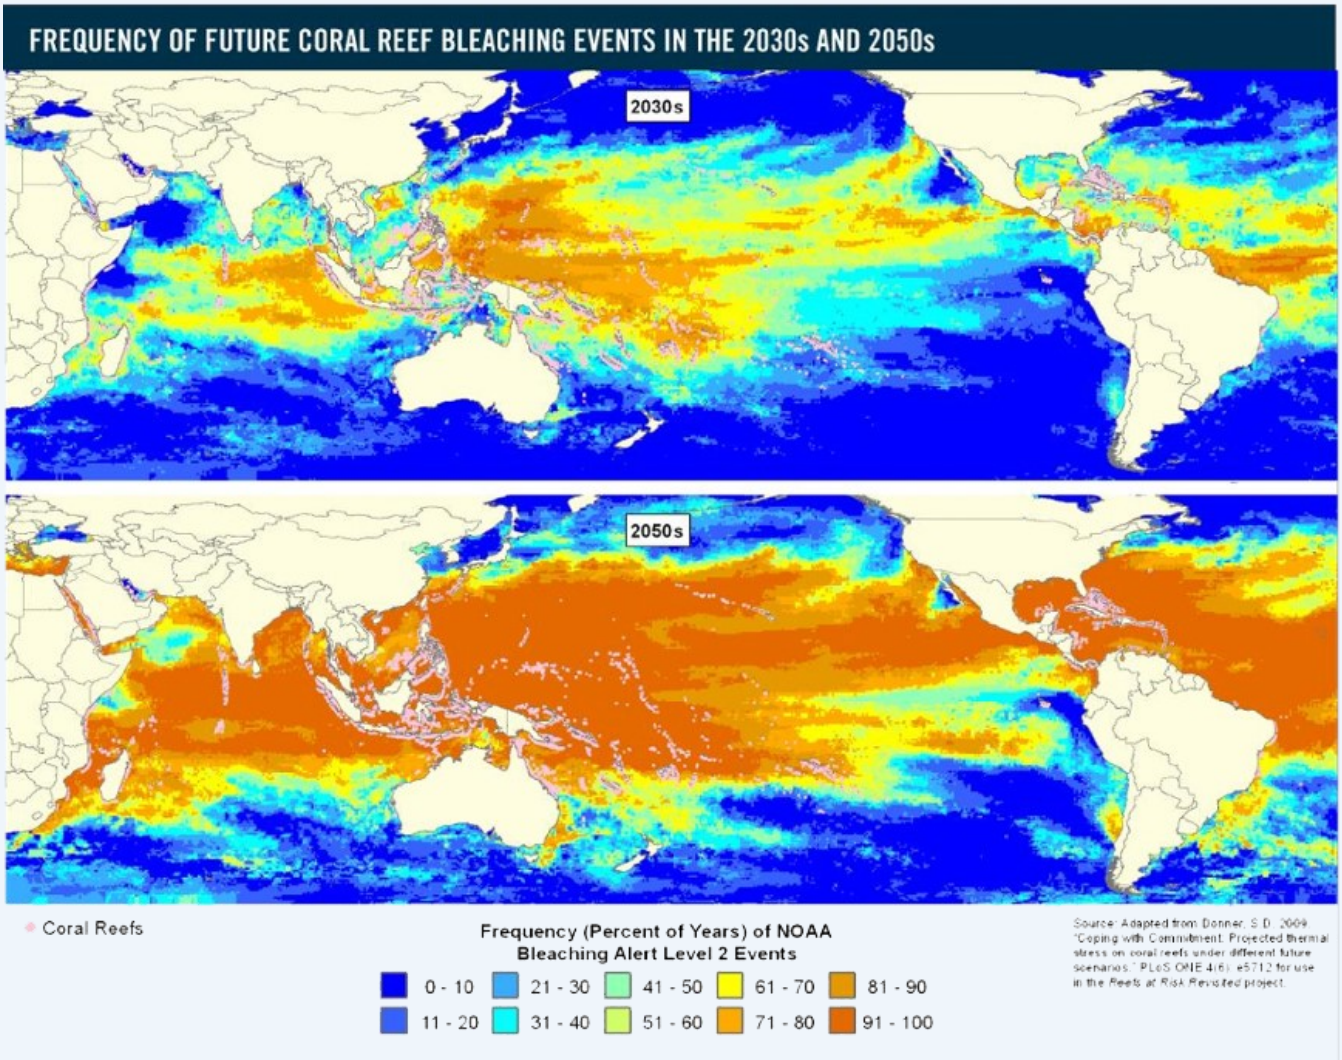 FREQUENCY OF FUTURE CORAL REEF BLEACHING EVENTS IN THE 2030s AND 2050s
2030s
2050s
Coral Reefs
Frequency (Percent of Years) of NOAA
Bleaching Alert Level 2 Events
0 - 10 21 - 30 41 - 50 61 - 70 81 - 90
11 - 20 31 - 40 51 - 60 71 - 80 91 - 100
Source: Adapted from Donner, S.D. 2009.
"Coping with Commitment: Projected thermal
stress on coral reefs under different future
scenarios." PLoS ONE 4(6): e5712 for use
in the Reefs at Risk Revisited project.